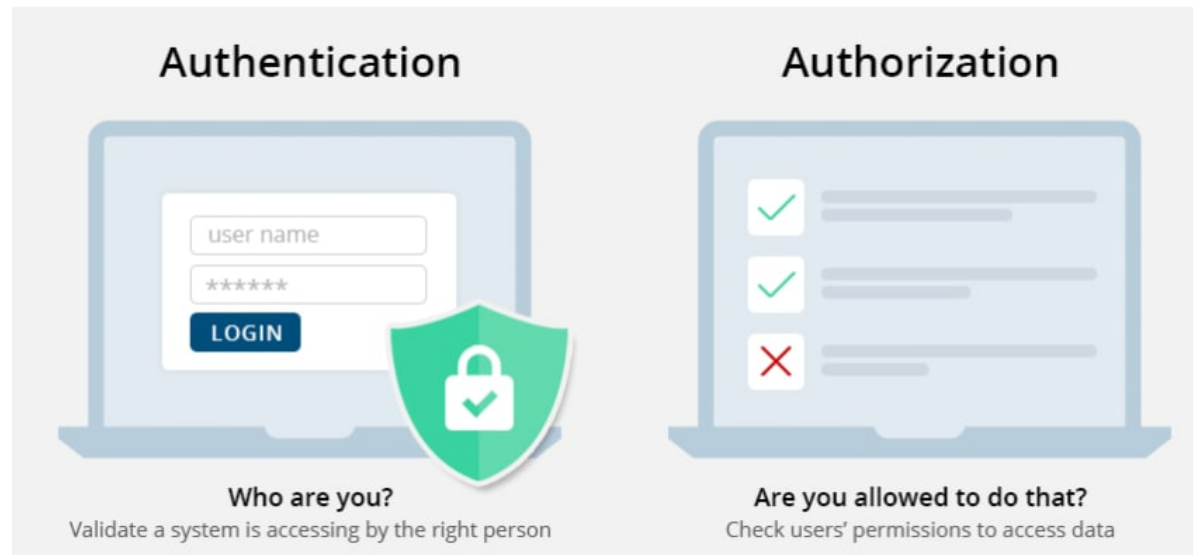 Authentication
Authorization
user name
******
LOGIN
Who are you?
Validate a system is accessing by the right person
Are you allowed to do that?
Check users' permissions to access data